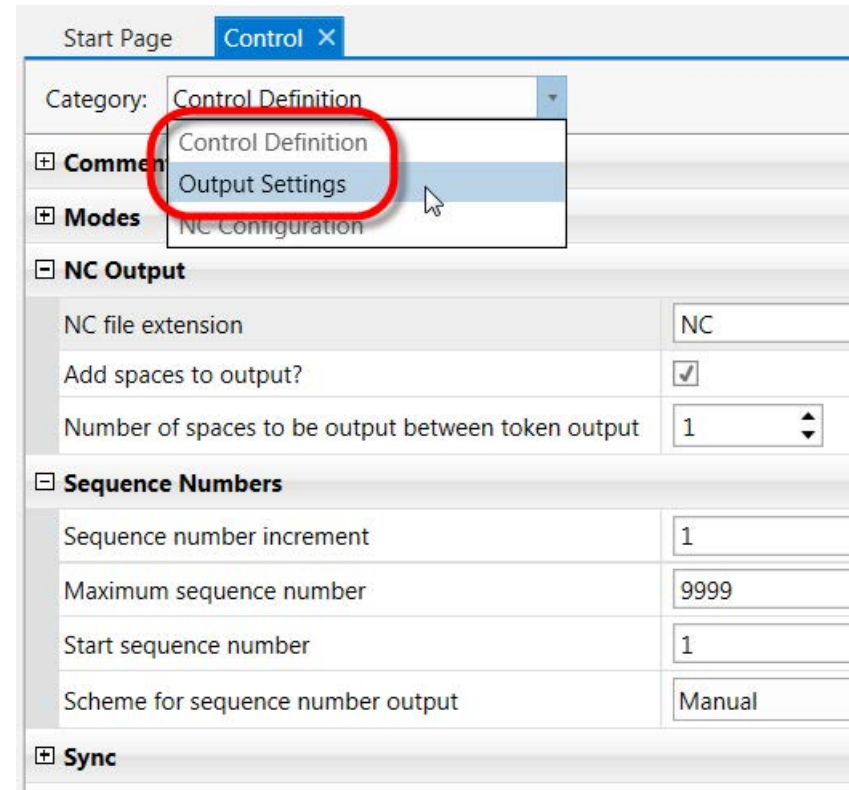 Start Page Control ×
Category: Control Definition
Control Definition
Output Settings
NC Configuration
Commen
Modes
NC Output
NC file extension NC
Add spaces to output?
Number of spaces to be output between token output 1
Sequence Numbers
Sequence number increment 1
Maximum sequence number 9999
Start sequence number 1
Scheme for sequence number output Manual
Sync